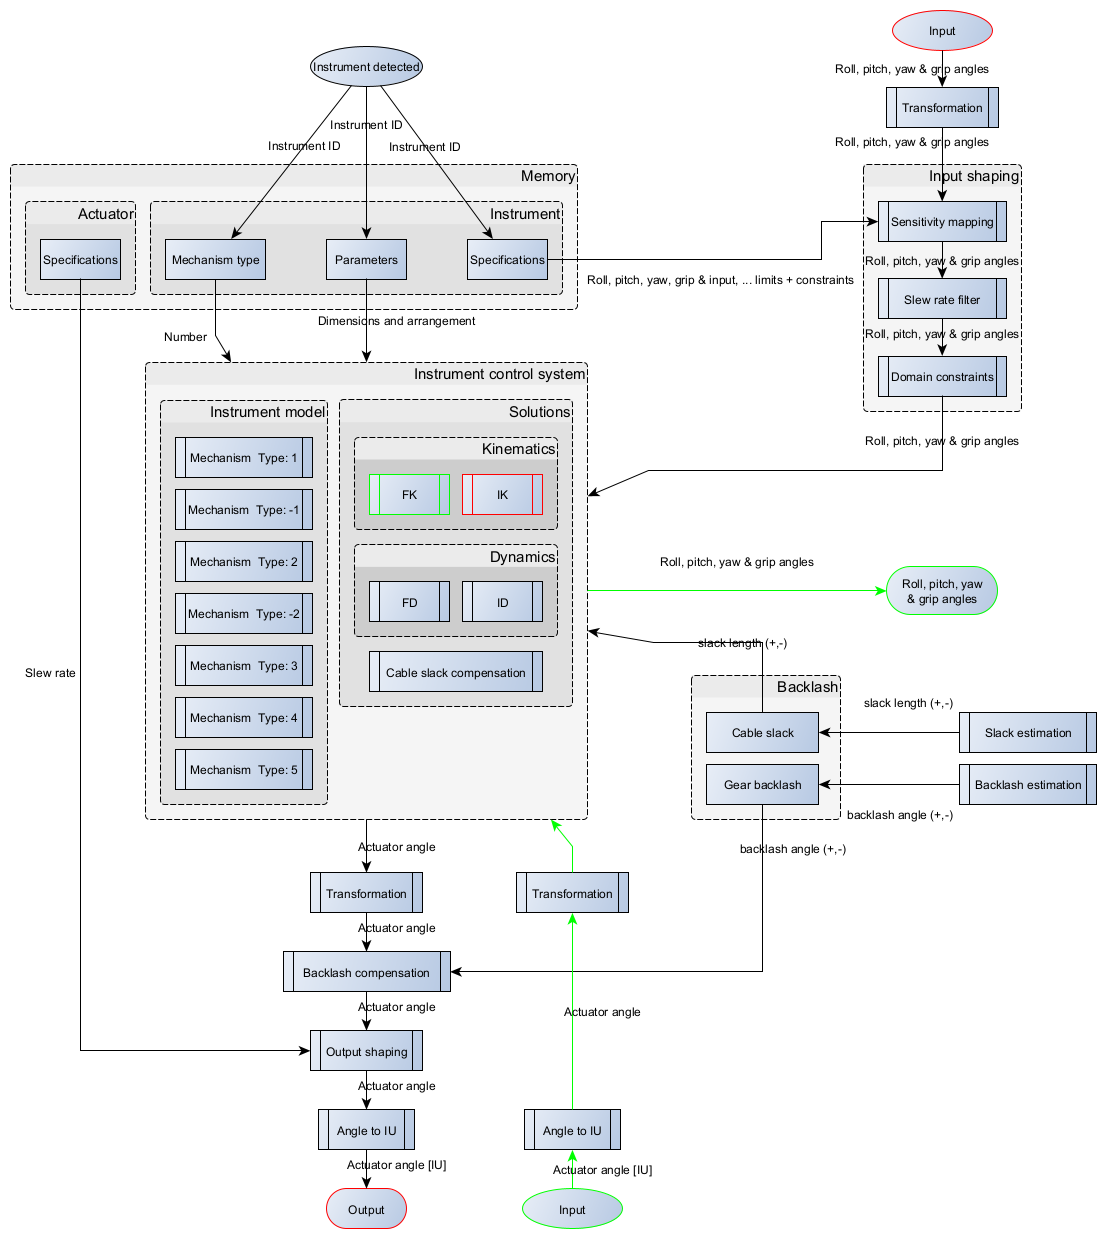 Input
Roll, pitch, yaw & grip angles
Transformation
Roll, pitch, yaw & grip angles
Instrument detected
Instrument ID
Instrument ID
Instrument ID
Memory
Actuator
Specifications
Instrument
Mechanism type
Parameters
Specifications
Input shaping
Sensitivity mapping
Roll, pitch, yaw & grip angles
Slew rate filter
Roll, pitch, yaw & grip angles
Domain constraints
Roll, pitch, yaw, grip & input, ... limits + constraints
Number
Dimensions and arrangement
Roll, pitch, yaw & grip angles
Instrument control system
Instrument model
Mechanism Type: 1
Mechanism Type: -1
Mechanism Type: 2
Mechanism Type: -2
Mechanism Type: 3
Mechanism Type: 4
Mechanism Type: 5
Solutions
Kinematics
FK
IK
Dynamics
FD
ID
Cable slack compensation
Roll, pitch, yaw & grip angles
Roll, pitch, yaw
& grip angles
slack length (+,-)
Slew rate
Backlash
Cable slack
Gear backlash
slack length (+,-)
Slack estimation
Backlash estimation
backlash angle (+,-)
backlash angle (+,-)
Actuator angle
Transformation
Actuator angle
Backlash compensation
Actuator angle
Output shaping
Actuator angle
Angle to IU
Actuator angle [IU]
Output
Transformation
Actuator angle
Angle to IU
Actuator angle [IU]
Input